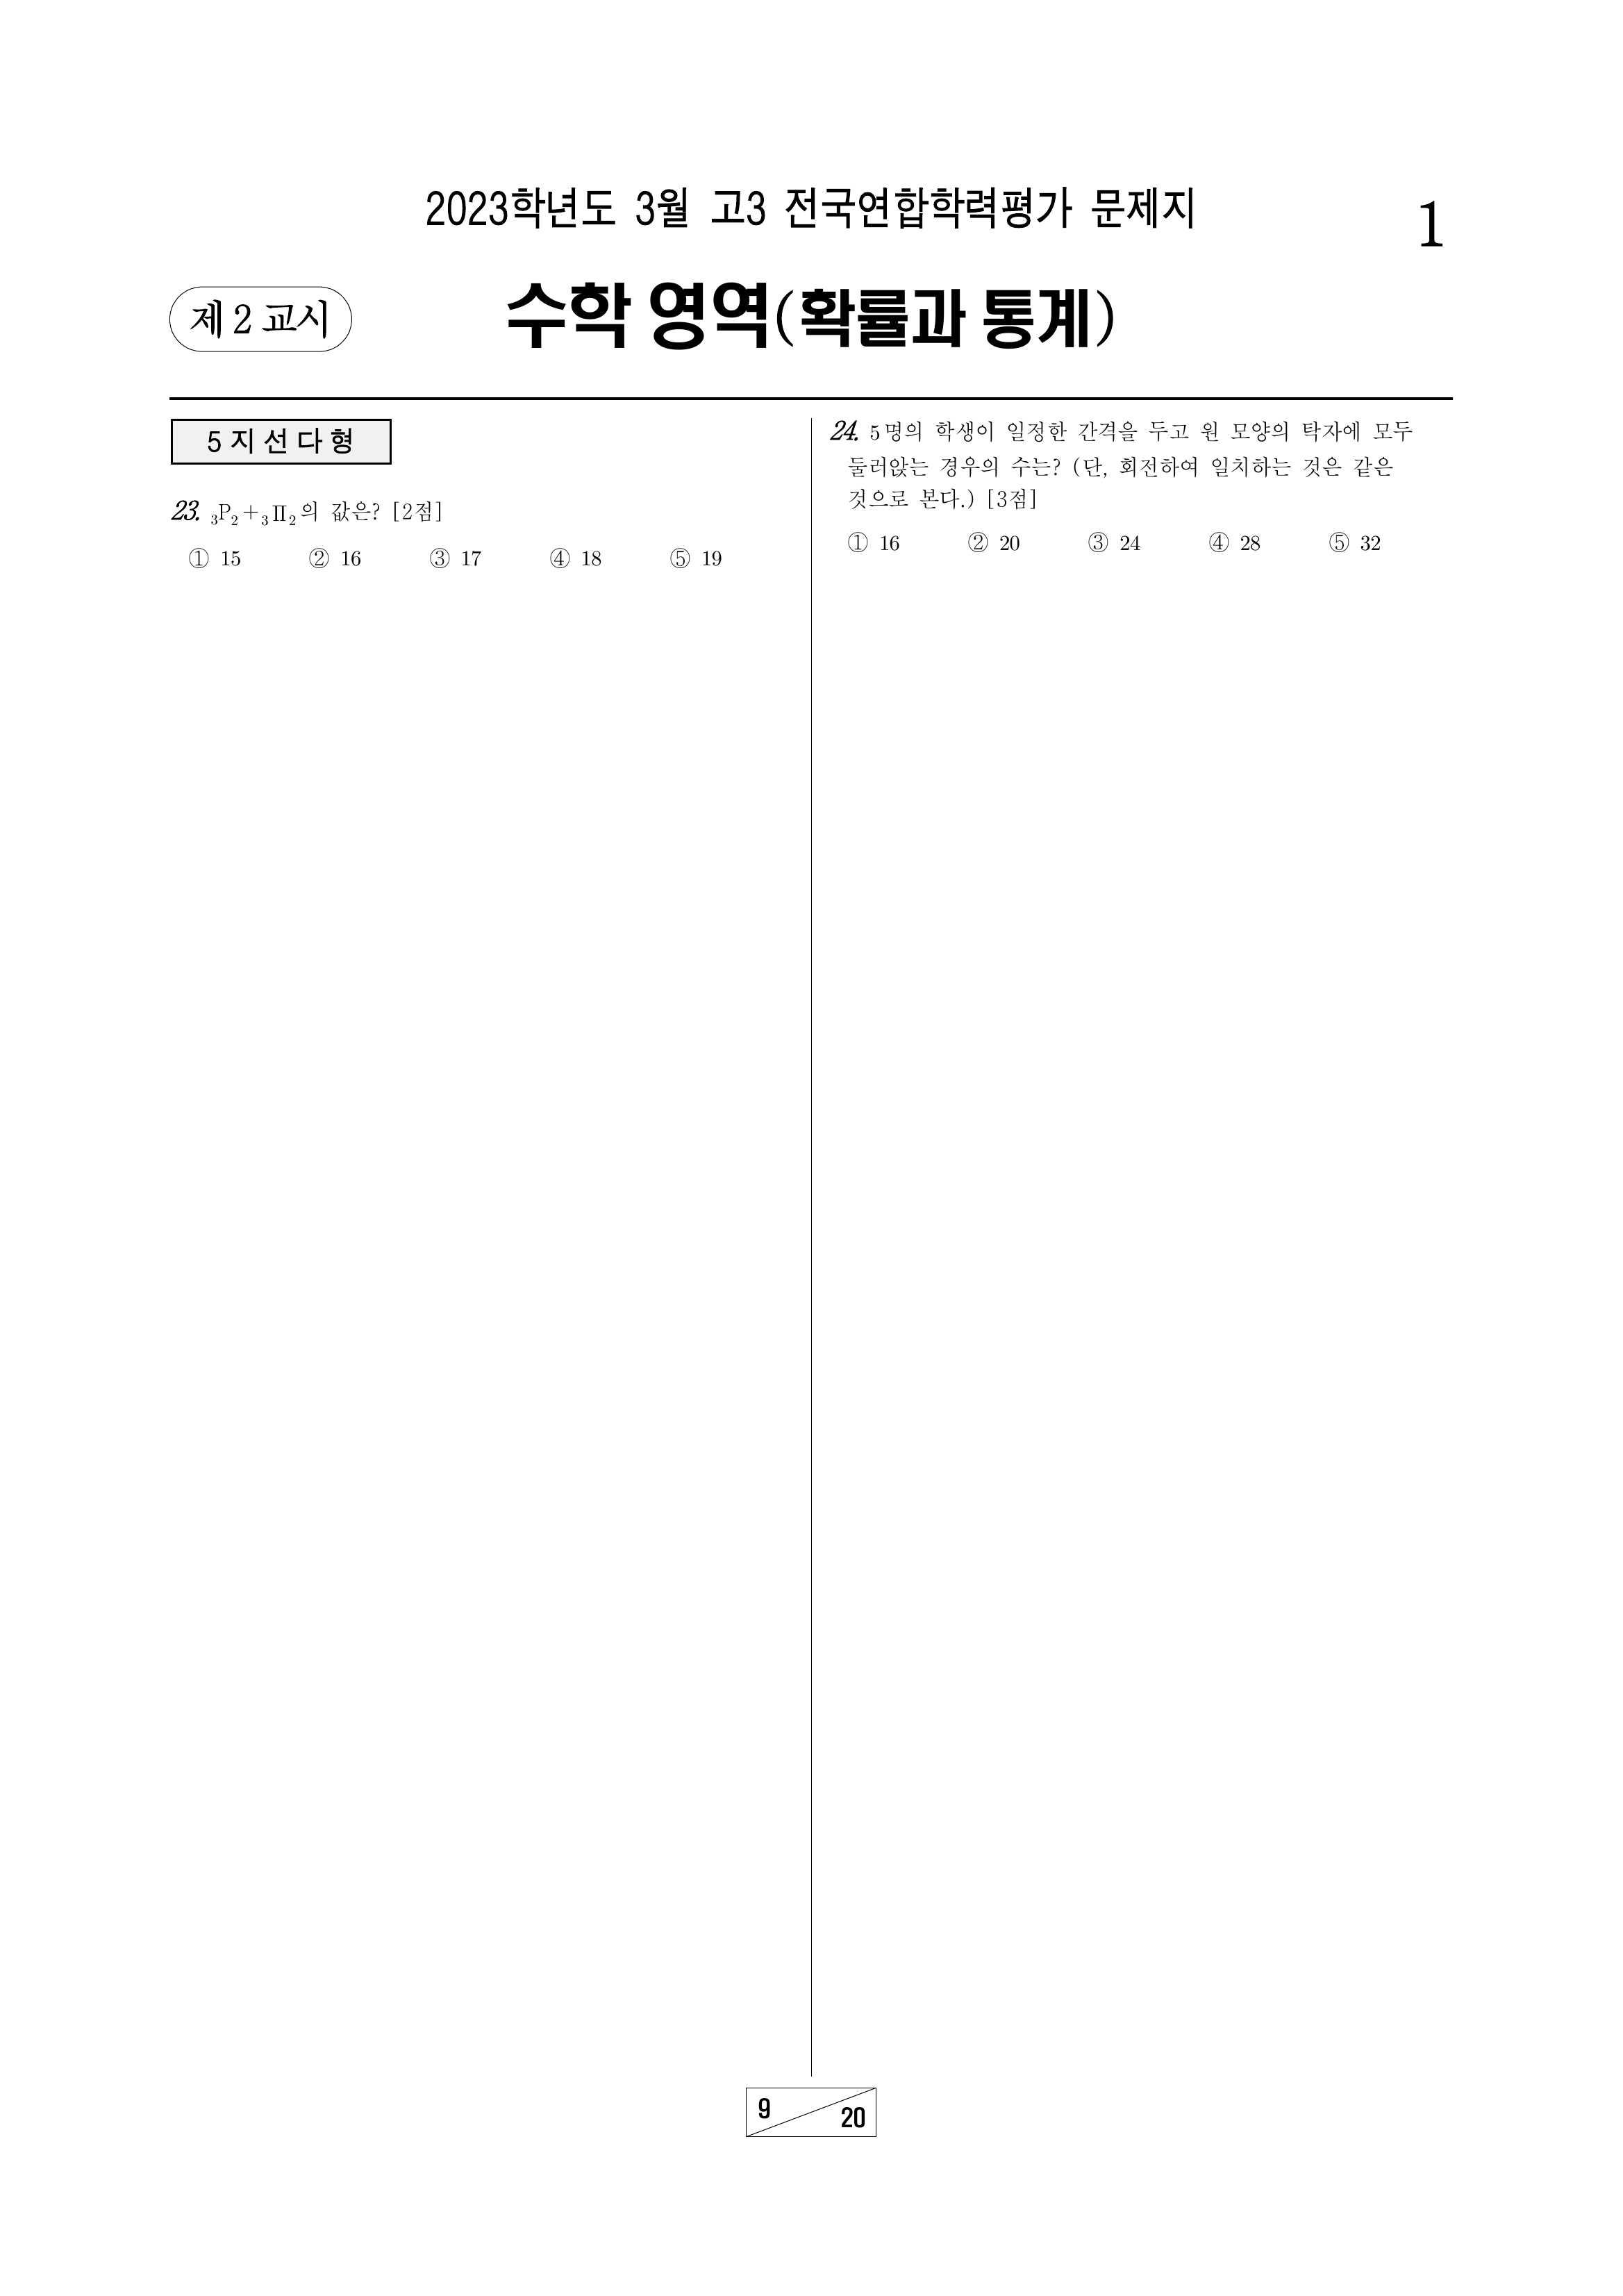 2023학년도 3월 고3 전국연합학력평가 문제지
1
제 2 교시
수학 영역(확률과 통계)
5 지 선 다 형
23. ₃P₂+₃Π₂의 값은? [2점]
① 15 ② 16 ③ 17 ④ 18 ⑤ 19
24. 5명의 학생이 일정한 간격을 두고 원 모양의 탁자에 모두
둘러앉는 경우의 수는? (단, 회전하여 일치하는 것은 같은
것으로 본다.) [3점]
① 16 ② 20 ③ 24 ④ 28 ⑤ 32
9
20